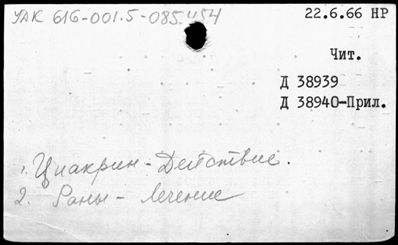 УДК 616-001.5-085.454
22.6.66 НР
Чит.
Д 38939
Д 38940-Прил.
1. Циакрин - Действие.
2. Раны - лечение